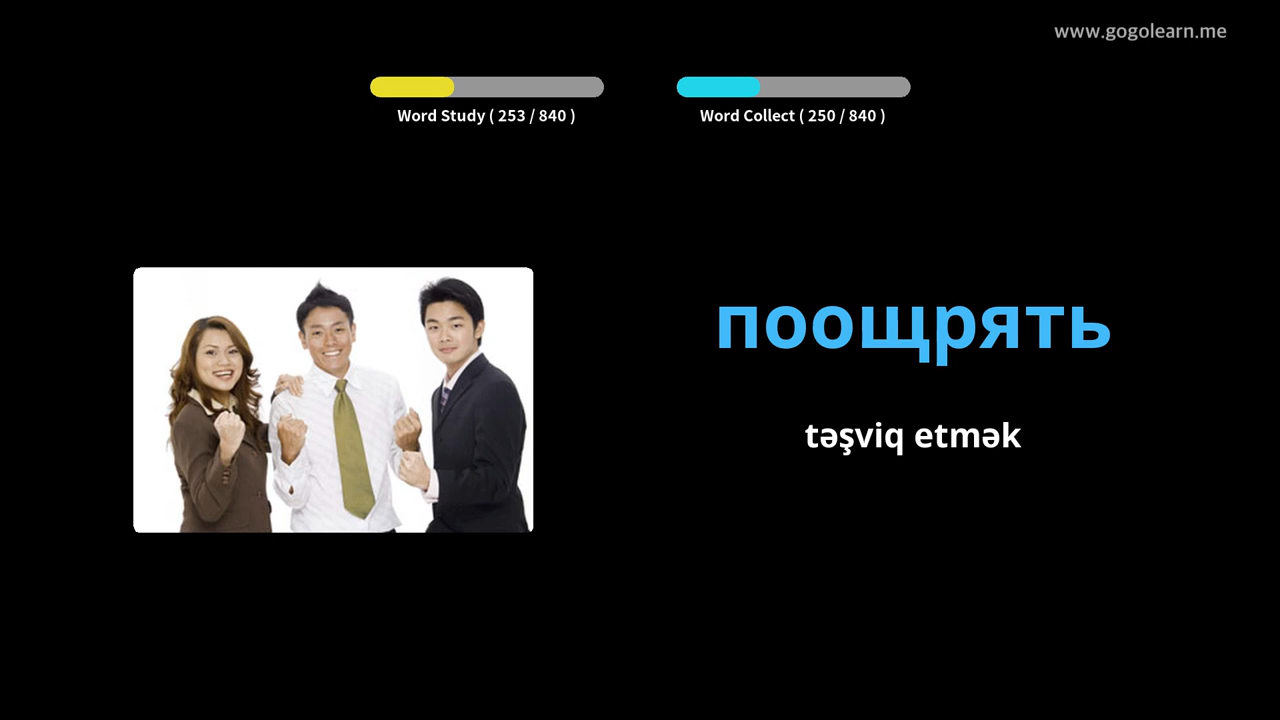 www.gogolearn.me
Word Study ( 253 / 840 )
Word Collect ( 250 / 840 )
поощрять
təşviq etmək